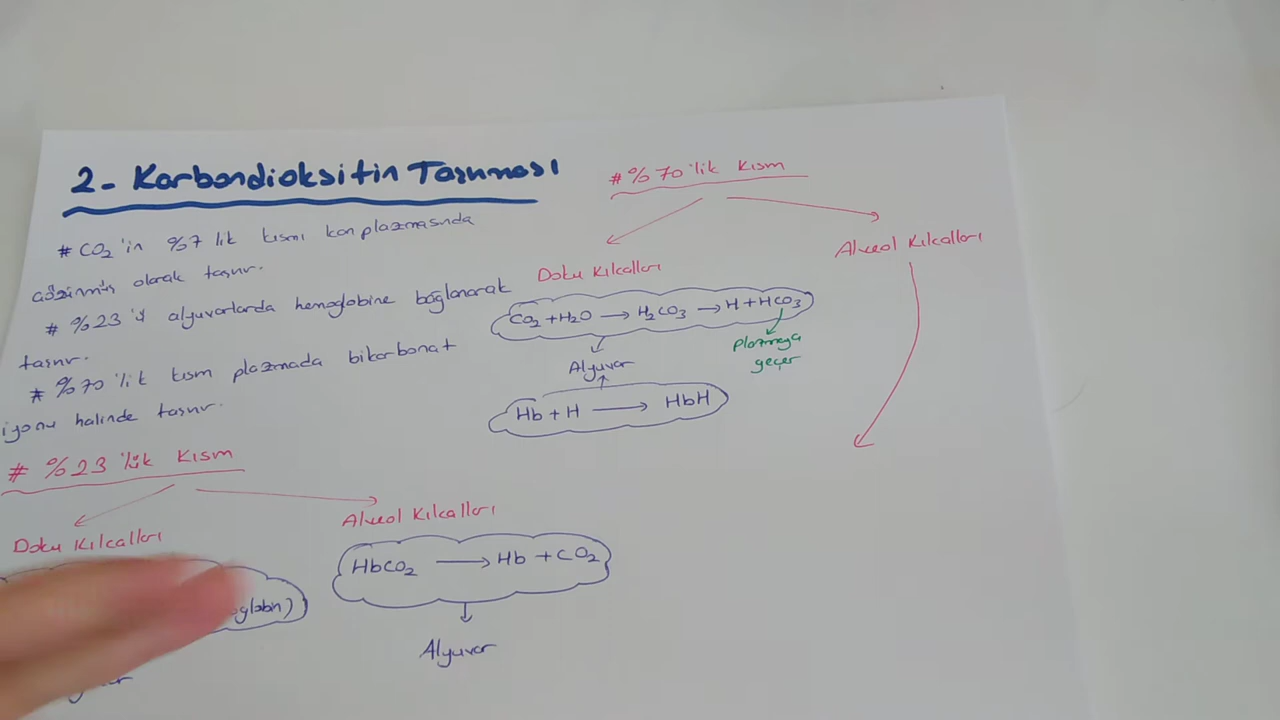 2- Karbondioksitin Taşınması
# CO2 'in %7 lik kısmı kan plazmasında
çözünmüş olarak taşınır.
# %23 'ü alyuvarlarda hemoglobine bağlanarak
taşınır.
# %70 'lik kısım plazmada bikarbonat
iyonu halinde taşınır.
# %23 'lük Kısım
Doku Kılcalları
oglabin)
Alveol Kılcalları
HbCO2 → Hb + CO2
Alyuvar
# %70 'lik Kısım
Doku Kılcalları
CO2 + H2O → H2CO3 → H + HCO3
Plazmaya
geçer
Alyuvar
Hb + H → HbH
Alveol Kılcalları